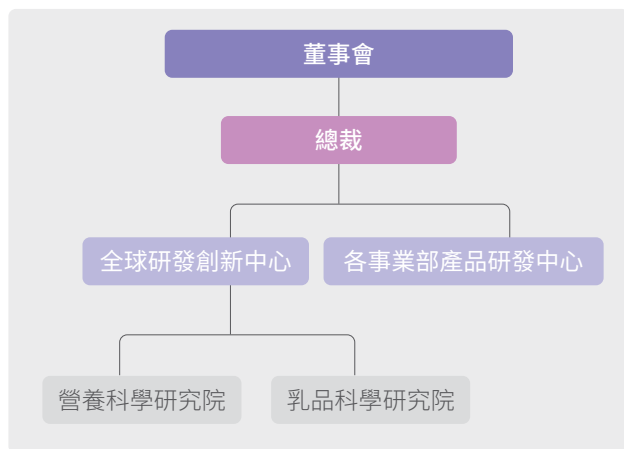 董事會
總裁
全球研發創新中心
各事業部產品研發中心
營養科學研究院
乳品科學研究院